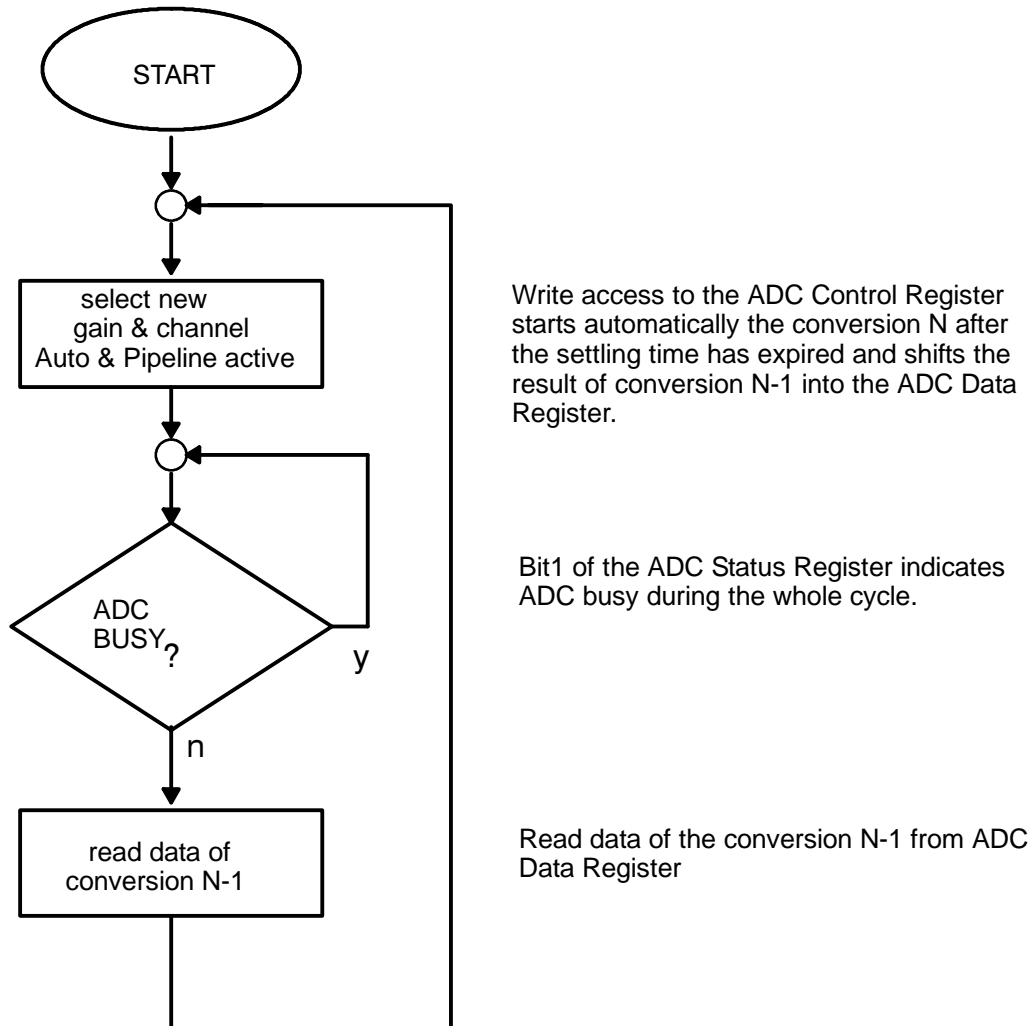 START
select new
gain & channel
Auto & Pipeline active
Write access to the ADC Control Register
starts automatically the conversion N after
the settling time has expired and shifts the
result of conversion N-1 into the ADC Data
Register.
ADC
BUSY?
y
n
Bit1 of the ADC Status Register indicates
ADC busy during the whole cycle.
read data of
conversion N-1
Read data of the conversion N-1 from ADC
Data Register